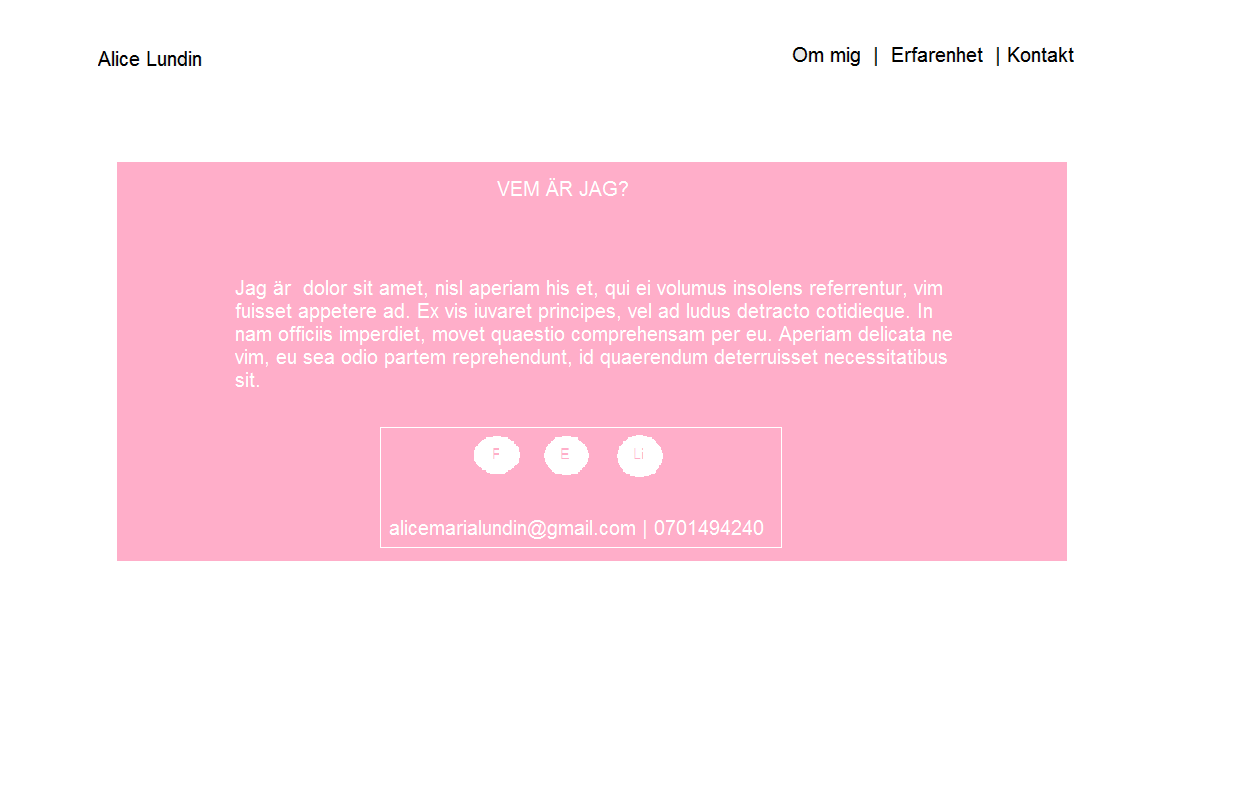 Alice Lundin
Om mig | Erfarenhet | Kontakt
VEM ÄR JAG?
Jag är dolor sit amet, nisl aperiam his et, qui ei volumus insolens referrentur, vim
fuisset appetere ad. Ex vis iuvaret principes, vel ad ludus detracto cotidieque. In
nam officiis imperdiet, movet quaestio comprehensam per eu. Aperiam delicata ne
vim, eu sea odio partem reprehendunt, id quaerendum deterruisset necessitatibus
sit.
F E Li
alicemarialundin@gmail.com | 0701494240